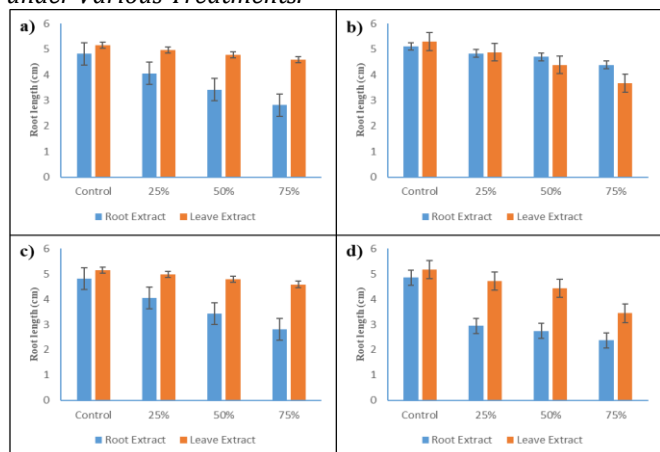 under Various Treatments.
a)
6
5
4
3
2
1
0
Root length (cm)
Control 25% 50% 75%
Root Extract Leave Extract
b)
6
5
4
3
2
1
0
Root length (cm)
Control 25% 50% 75%
Root Extract Leave Extract
c)
6
5
4
3
2
1
0
Root length (cm)
Control 25% 50% 75%
Root Extract Leave Extract
d)
6
5
4
3
2
1
0
Root length (cm)
Control 25% 50% 75%
Root Extract Leave Extract